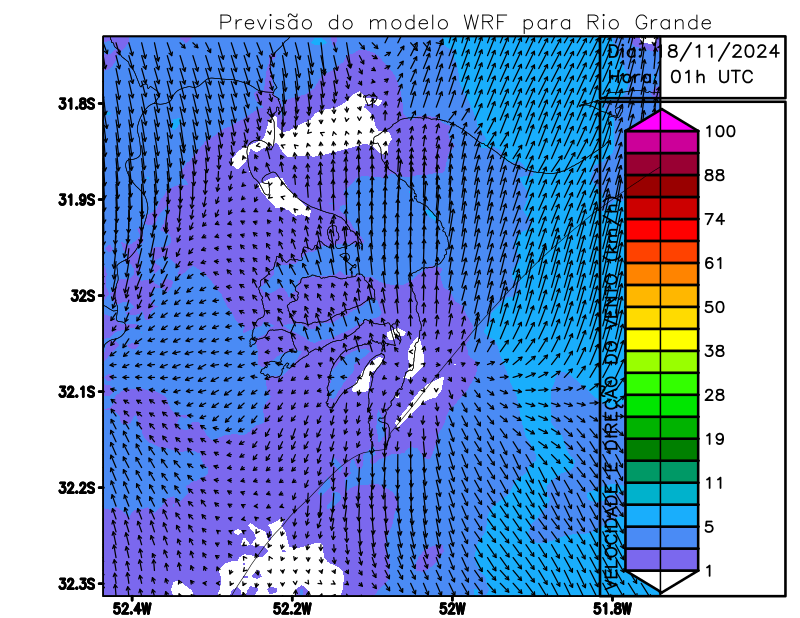 Previsão do modelo WRF para Rio Grande
Dia: 8/11/2024
Hora: 01h UTC
31.8S
31.9S
32S
32.1S
32.2S
32.3S
52.4W
52.2W
52W
51.8W
VELOCIDADE E DIREÇÃO DO VENTO (km/h)
100
88
74
61
50
38
28
19
11
5
1